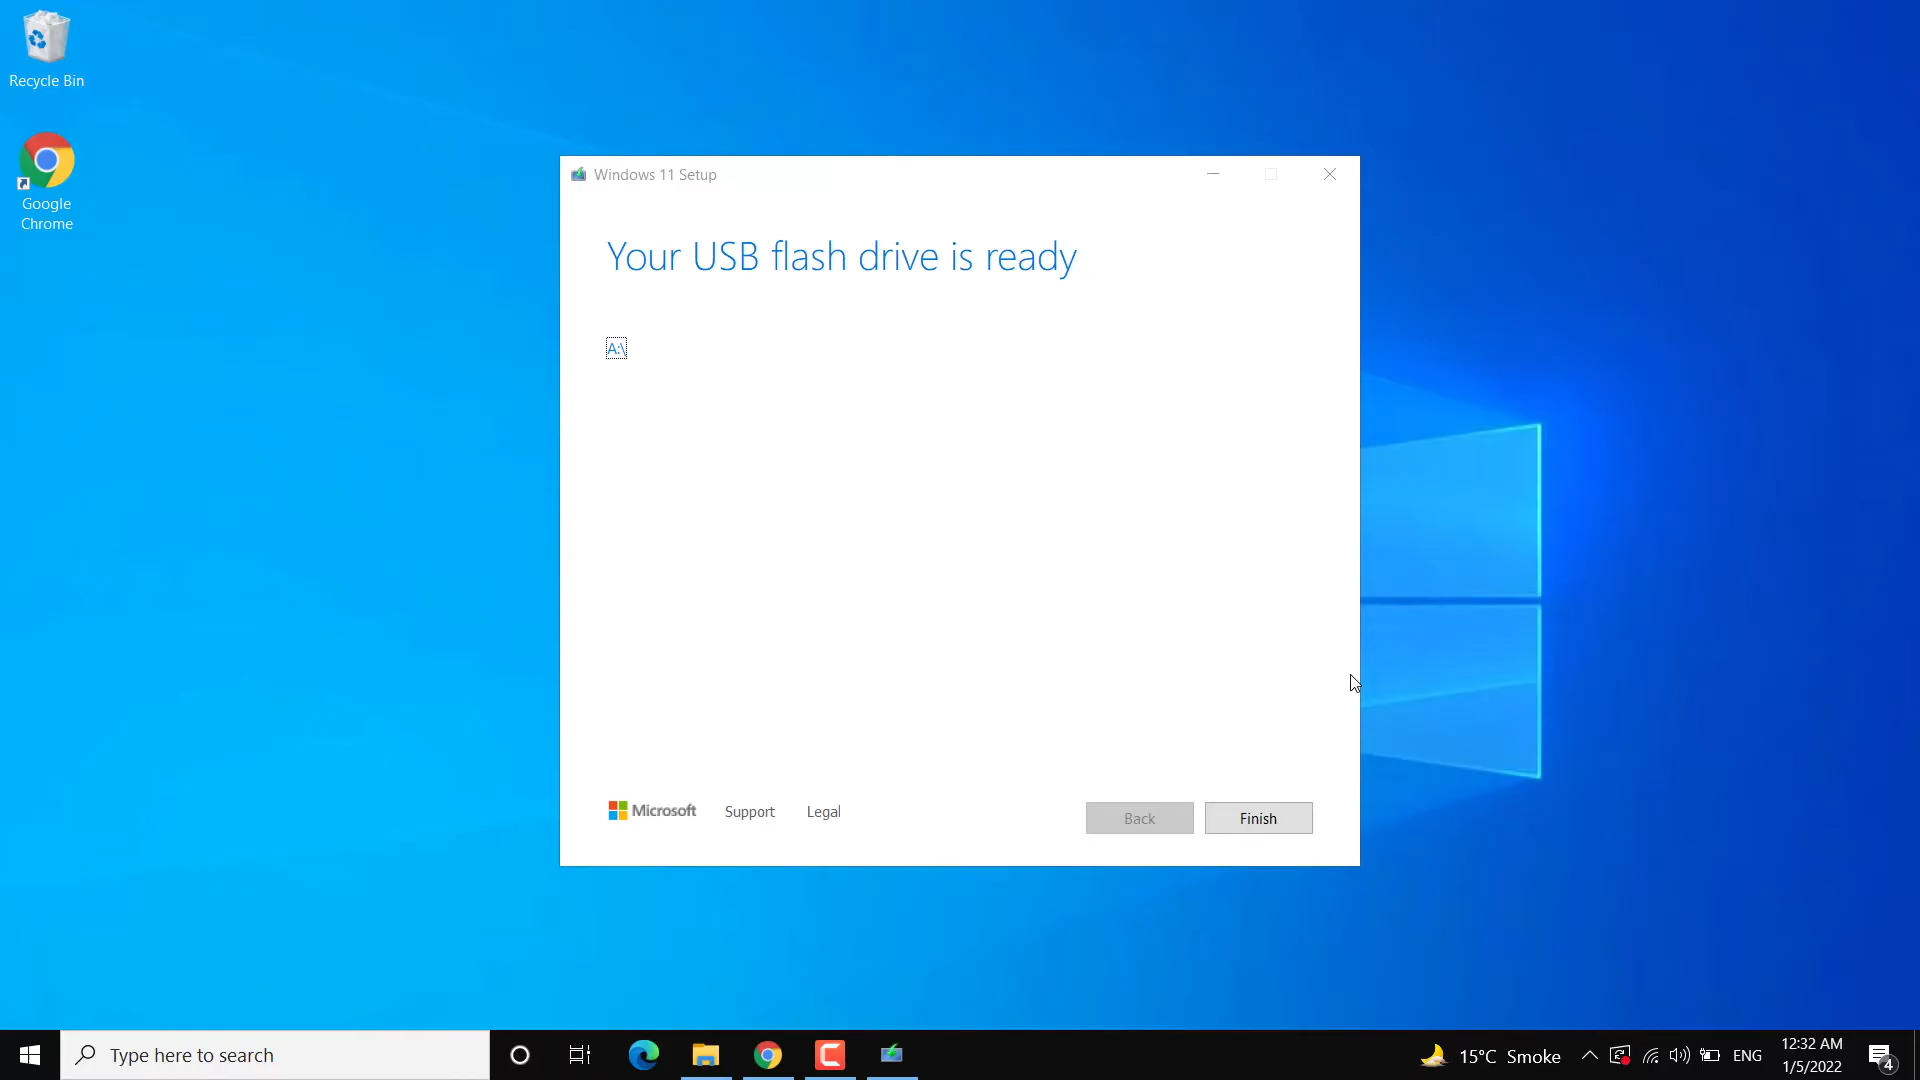 Recycle Bin
Google
Chrome
Windows 11 Setup
Your USB flash drive is ready
A:\
Microsoft
Support
Legal
Back
Finish
Type here to search
15°C Smoke
ENG
12:32 AM
1/5/2022
4